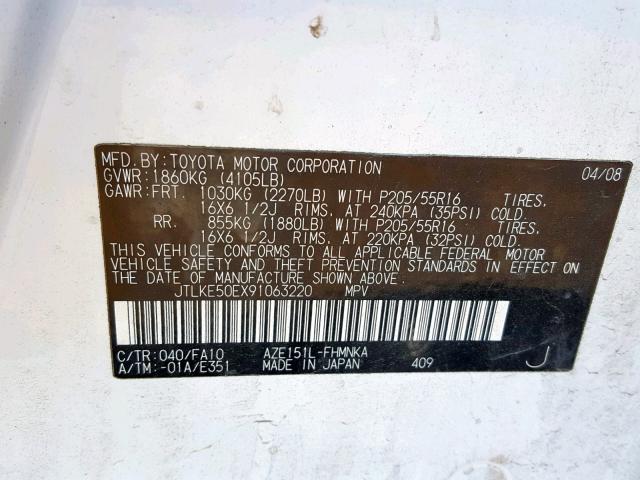 MFD.BY:TOYOTA MOTOR CORPORATION 04/08
GVWR:1860KG (4105LB)
GAWR:FRT. 1030KG (2270LB) WITH P205/55R16 TIRES.
16X6 1/2J RIMS. AT 240KPA (35PSI) COLD.
RR. 855KG (1880LB) WITH P205/55R16 TIRES.
16X6 1/2J RIMS. AT 220KPA (32PSI) COLD.
THIS VEHICLE CONFORMS TO ALL APPLICABLE FEDERAL MOTOR
VEHICLE SAFETY AND THEFT PREVENTION STANDARDS IN EFFECT ON
THE DATE OF MANUFACTURE SHOWN ABOVE.
JTLKE50EX91063220 MPV
C/TR:040/FA10 AZE151L-FHMNKA J
A/TM:-01A/E351 MADE IN JAPAN 409